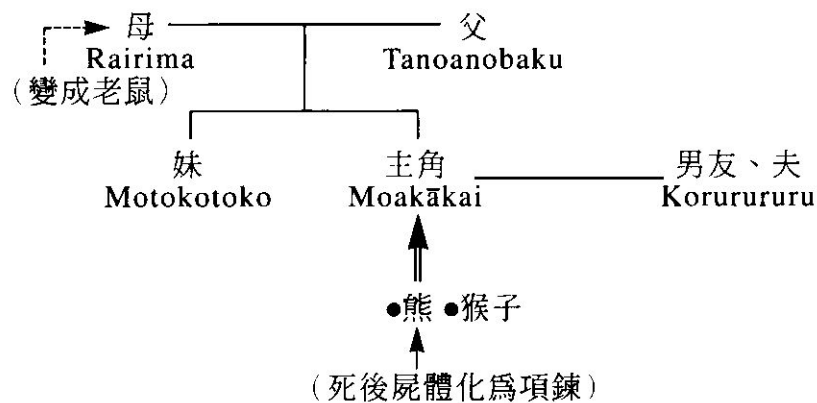 母 父
Rairima Tanoanobaku
（變成老鼠）
妹 主角 男友、夫
Motokotoko Moakākai Korurururu
●熊 ●猴子
（死後屍體化爲項鍊）